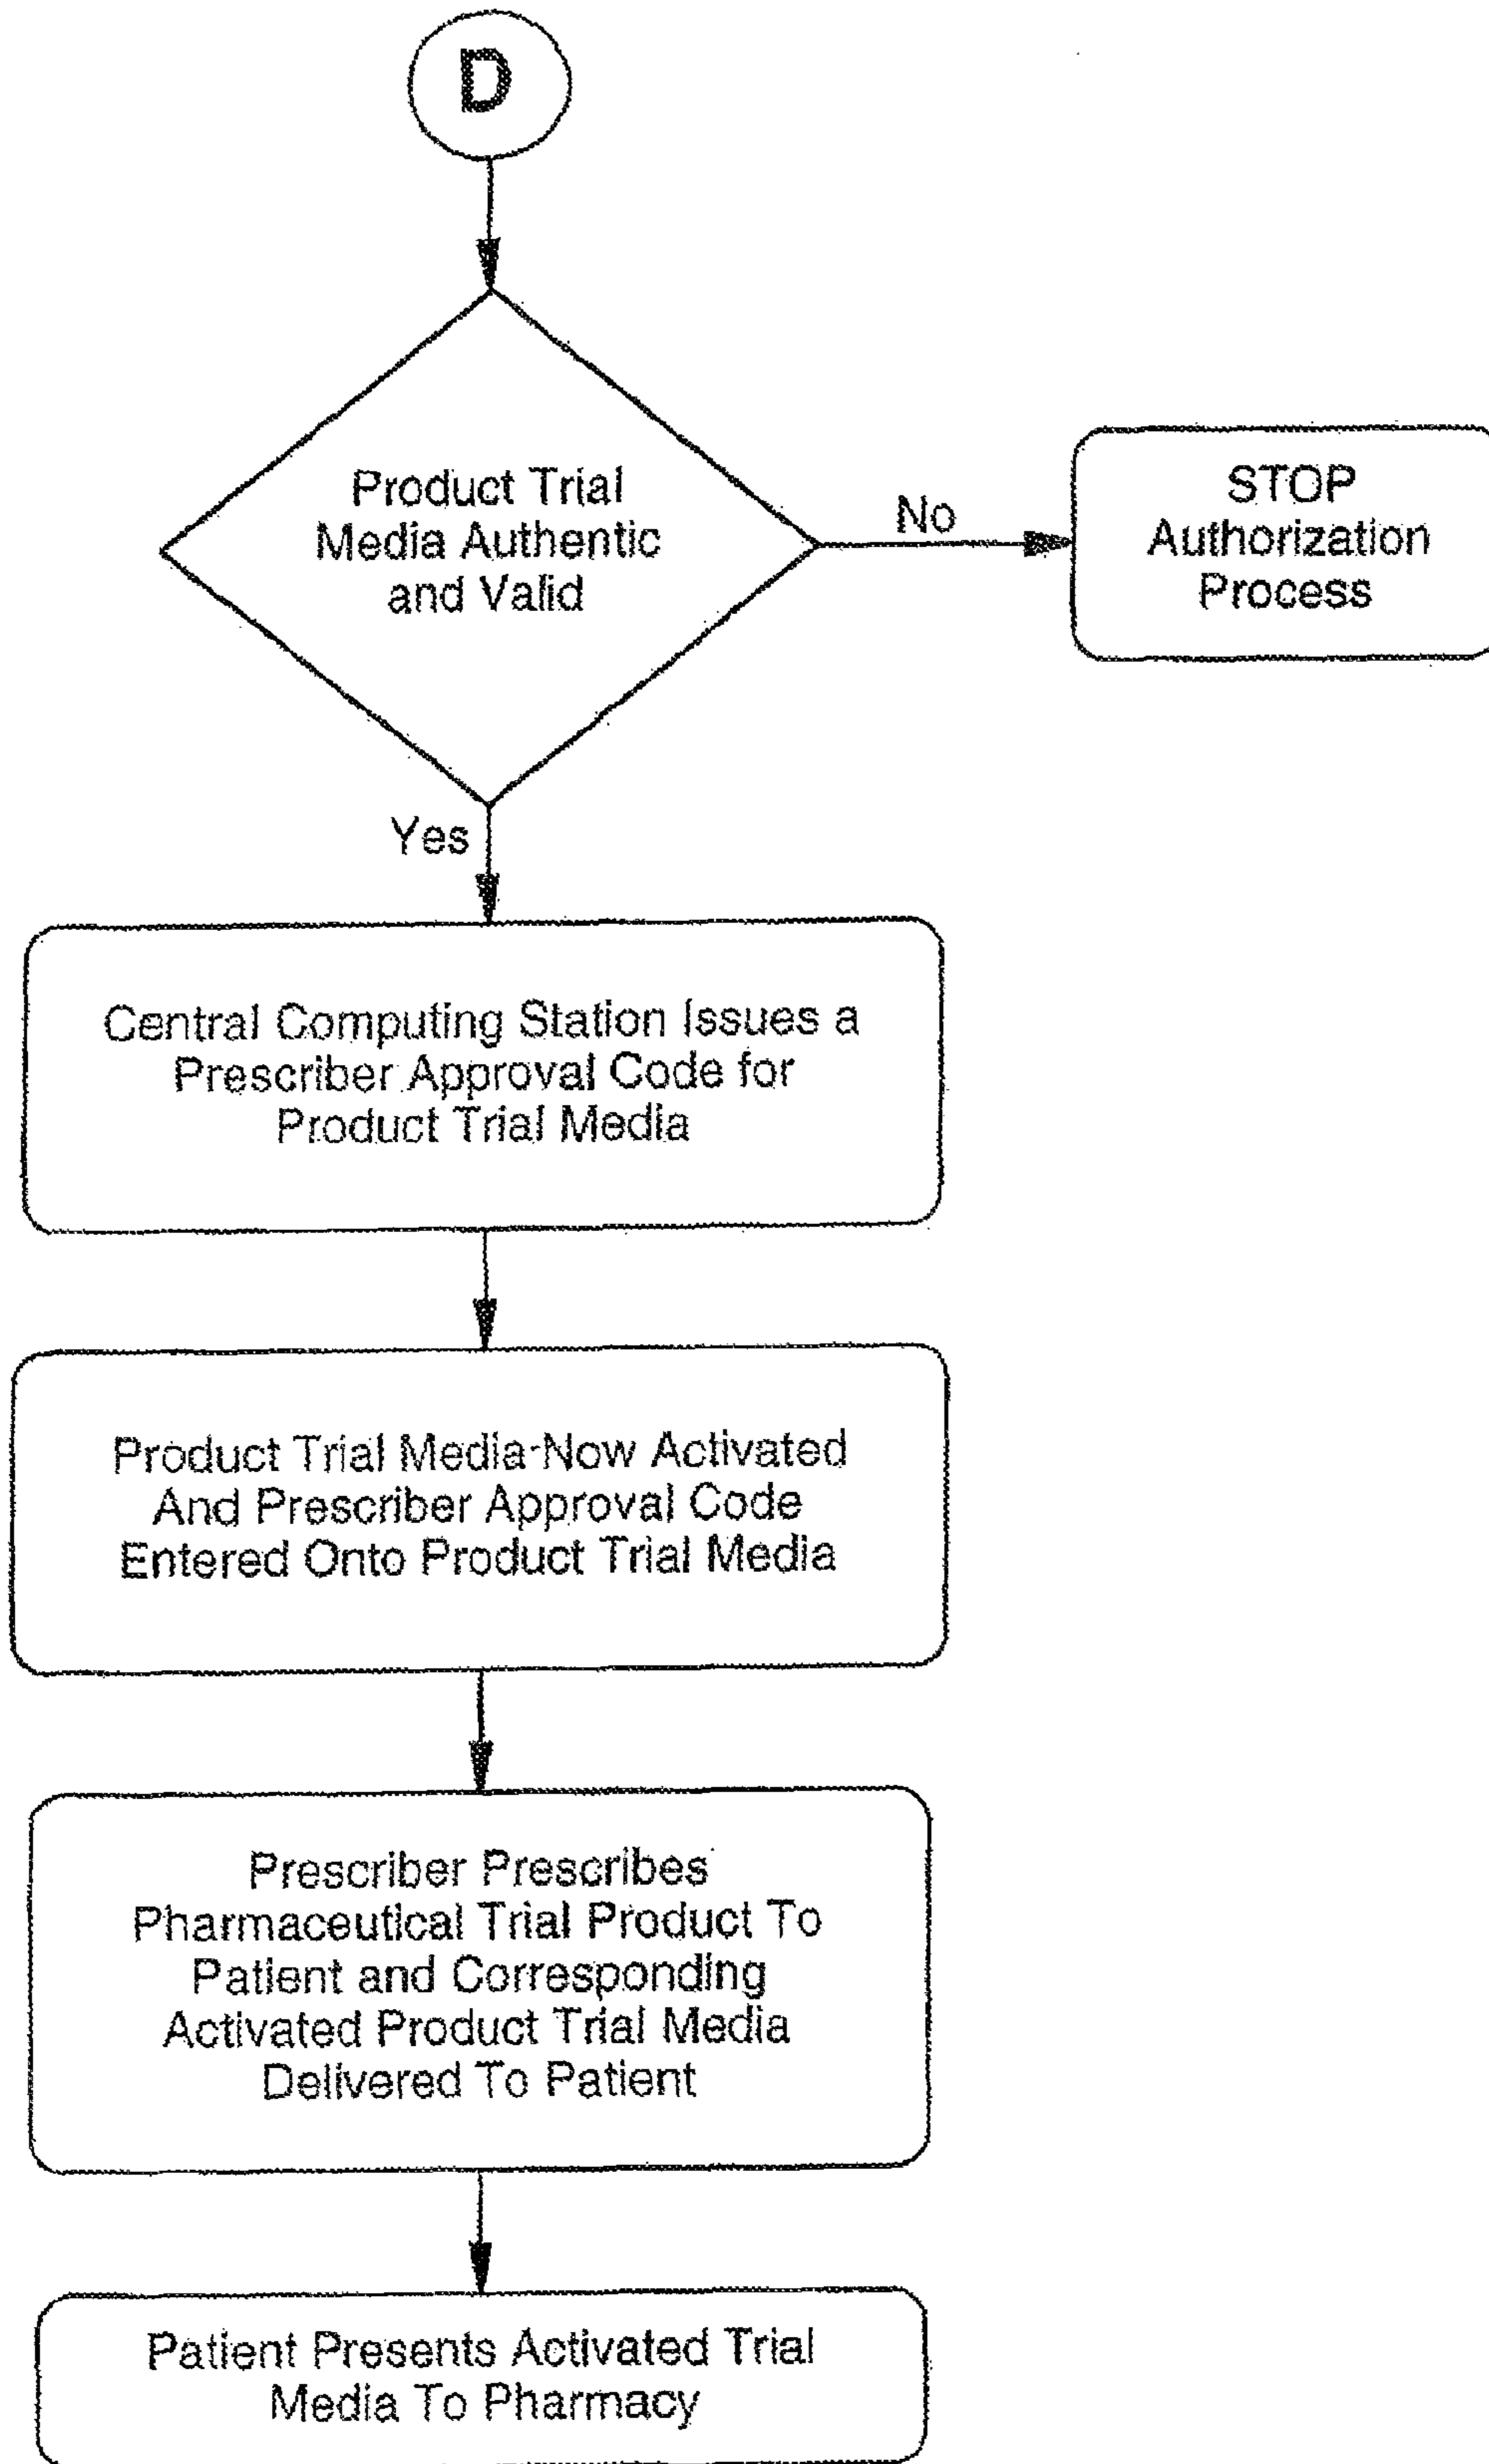 D
Product Trial
Media Authentic
and Valid
No
STOP
Authorization
Process
Yes
Central Computing Station Issues a
Prescriber Approval Code for
Product Trial Media
Product Trial Media-Now Activated
And Prescriber Approval Code
Entered Onto Product Trial Media
Prescriber Prescribes
Pharmaceutical Trial Product To
Patient and Corresponding
Activated Product Trial Media
Delivered To Patient
Patient Presents Activated Trial
Media To Pharmacy